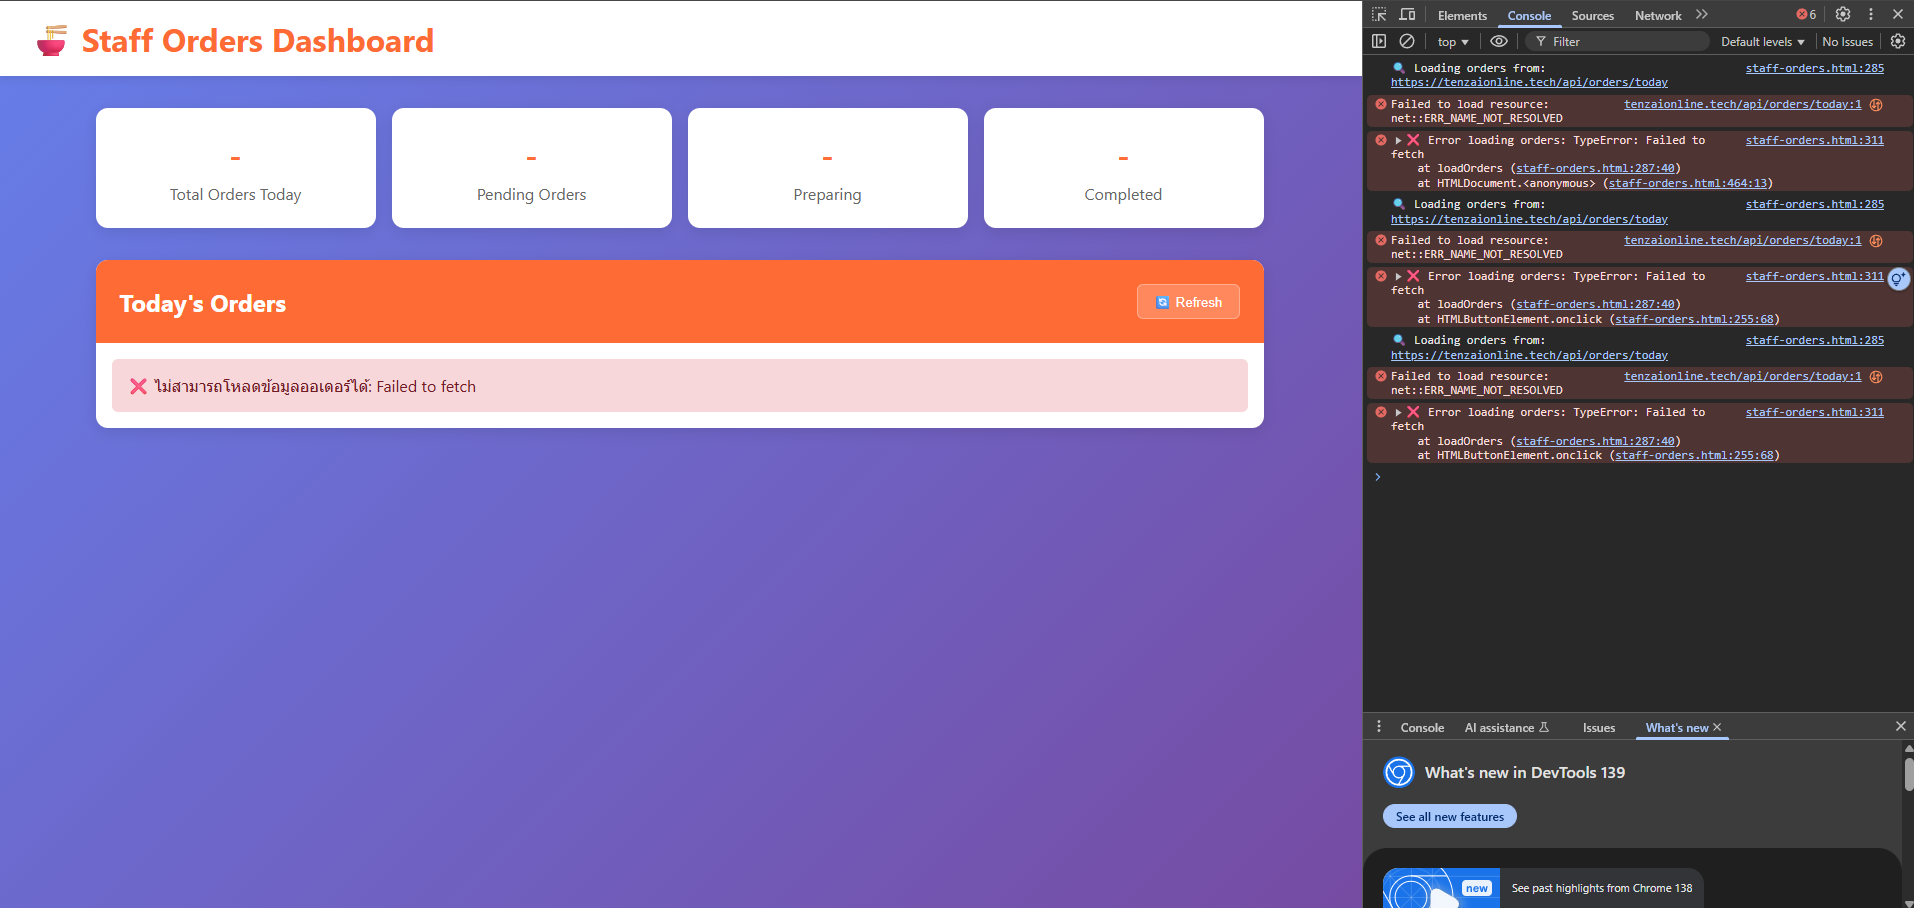 Staff Orders Dashboard
-
Total Orders Today
-
Pending Orders
-
Preparing
-
Completed
Today's Orders
Refresh
ไม่สามารถโหลดข้อมูลออเดอร์ได้: Failed to fetch
Elements Console Sources Network 6
top Filter Default levels No Issues
Loading orders from: staff-orders.html:285
https://tenzaionline.tech/api/orders/today
Failed to load resource: tenzaionline.tech/api/orders/today:1
net::ERR_NAME_NOT_RESOLVED
Error loading orders: TypeError: Failed to staff-orders.html:311
fetch
at loadOrders (staff-orders.html:287:40)
at HTMLDocument.<anonymous> (staff-orders.html:464:13)
Loading orders from: staff-orders.html:285
https://tenzaionline.tech/api/orders/today
Failed to load resource: tenzaionline.tech/api/orders/today:1
net::ERR_NAME_NOT_RESOLVED
Error loading orders: TypeError: Failed to staff-orders.html:311
fetch
at loadOrders (staff-orders.html:287:40)
at HTMLButtonElement.onclick (staff-orders.html:255:68)
Loading orders from: staff-orders.html:285
https://tenzaionline.tech/api/orders/today
Failed to load resource: tenzaionline.tech/api/orders/today:1
net::ERR_NAME_NOT_RESOLVED
Error loading orders: TypeError: Failed to staff-orders.html:311
fetch
at loadOrders (staff-orders.html:287:40)
at HTMLButtonElement.onclick (staff-orders.html:255:68)
Console AI assistance Issues What's new
What's new in DevTools 139
See all new features
new
See past highlights from Chrome 138